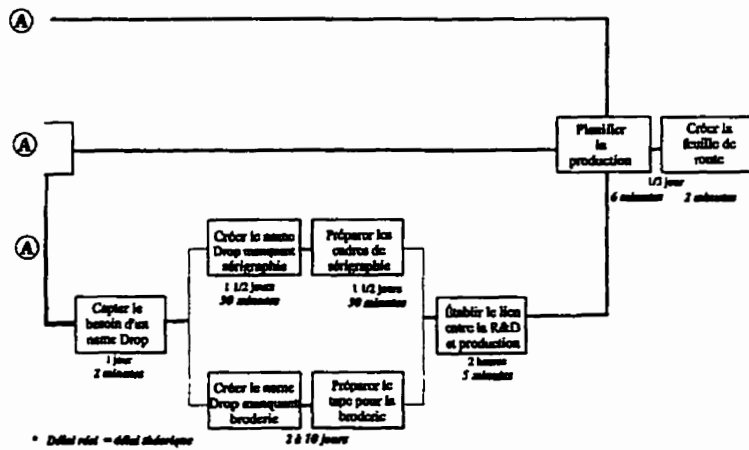 A
A
Planifier
la
production
Créer la
feuille de
route
1/2 jour
6 minutes
2 minutes
A
Créer le name
Drop manquant
sérigraphie
Préparer les
cadres de
sérigraphie
1 1/2 jours
30 minutes
1 1/2 jours
30 minutes
Capter le
besoin d'un
name Drop
1 jour
2 minutes
Établir le lien
entre la R&D
et production
2 heures
5 minutes
Créer le name
Drop manquant
broderie
Préparer le
tape pour la
broderie
2 à 10 jours
* Délai réel = délai théorique